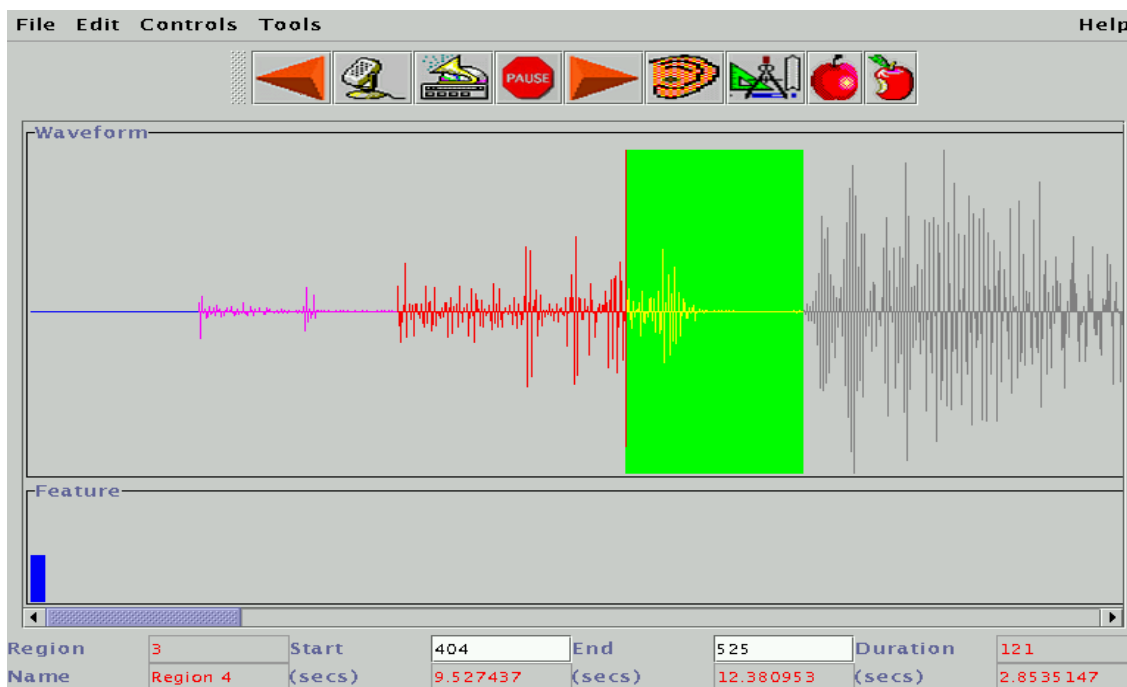 File Edit Controls Tools Help
PAUSE
Waveform
Feature
Region 3 Start 404 End 525 Duration 121
Name Region 4 (secs) 9.527437 (secs) 12.380953 (secs) 2.8535147